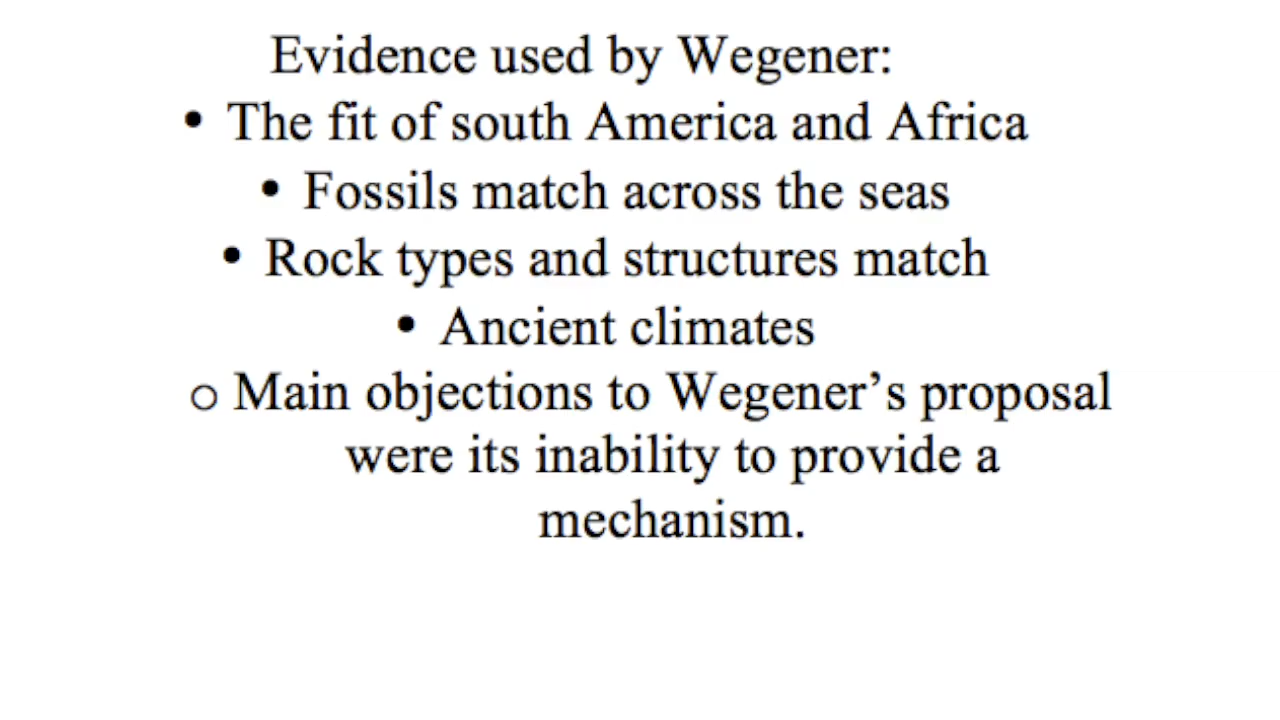 Evidence used by Wegener:
• The fit of south America and Africa
• Fossils match across the seas
• Rock types and structures match
• Ancient climates
o Main objections to Wegener’s proposal
were its inability to provide a
mechanism.